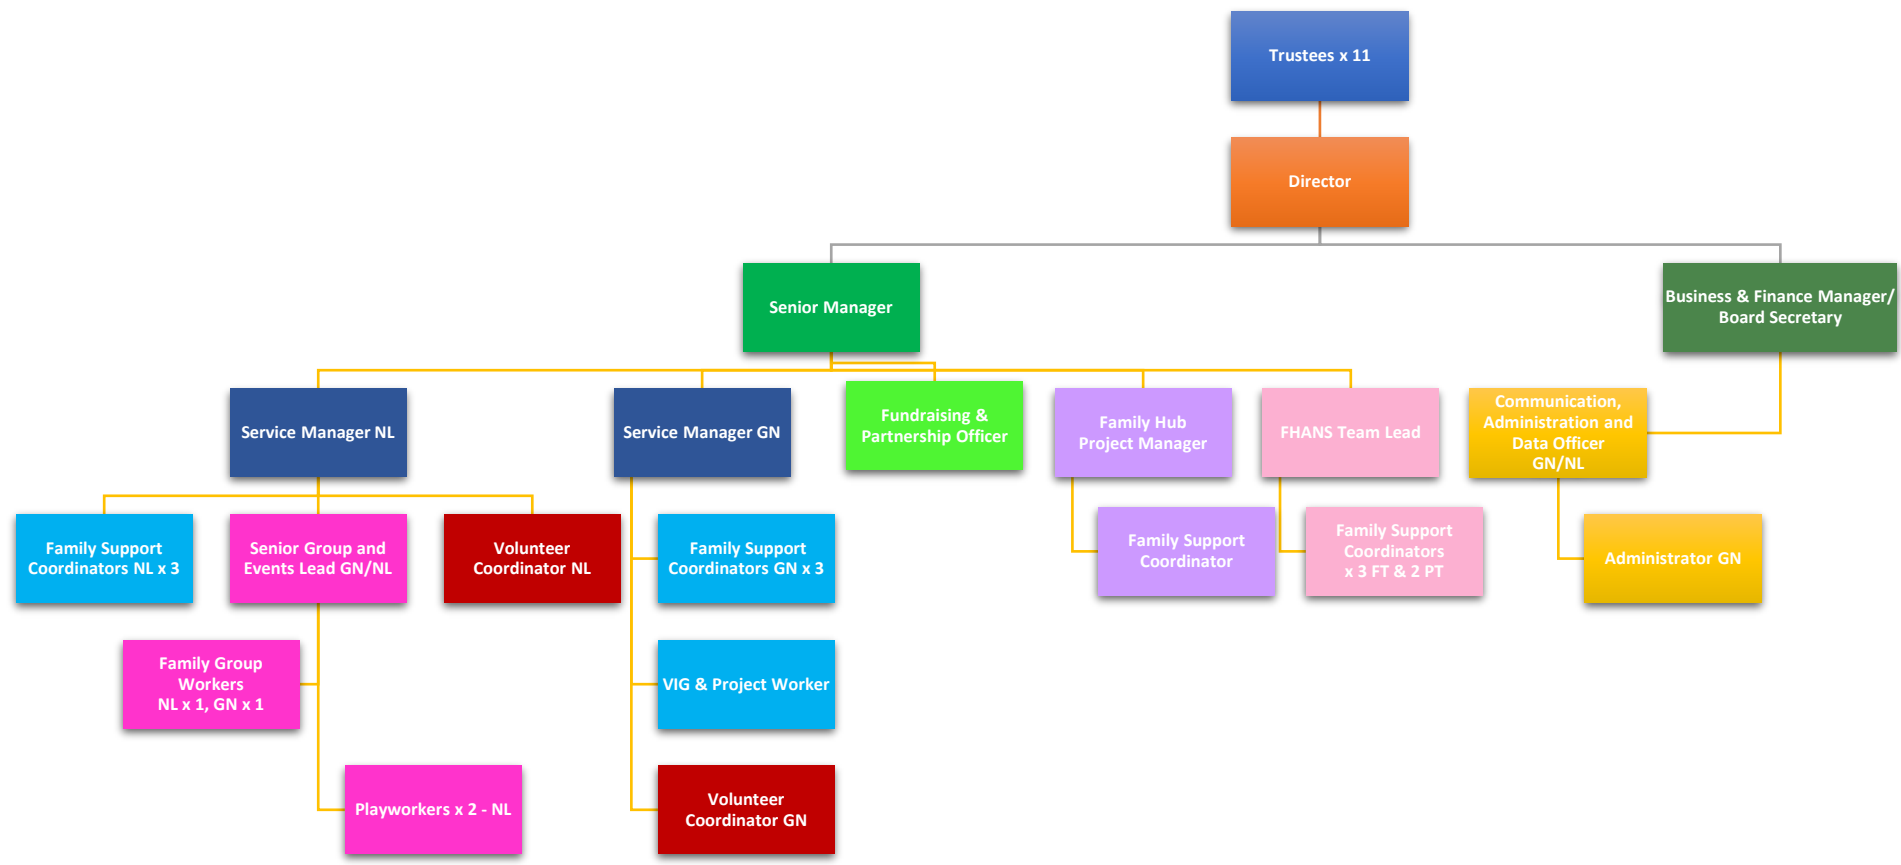 Trustees x 11
Director
Senior Manager
Business & Finance Manager/
Board Secretary
Service Manager NL
Service Manager GN
Fundraising &
Partnership Officer
Family Hub
Project Manager
FHANS Team Lead
Communication,
Administration and
Data Officer
GN/NL
Family Support
Coordinators NL x 3
Senior Group and
Events Lead GN/NL
Volunteer
Coordinator NL
Family Support
Coordinators GN x 3
Family Support
Coordinator
Family Support
Coordinators
x 3 FT & 2 PT
Administrator GN
Family Group
Workers
NL x 1, GN x 1
VIG & Project Worker
Playworkers x 2 - NL
Volunteer
Coordinator GN